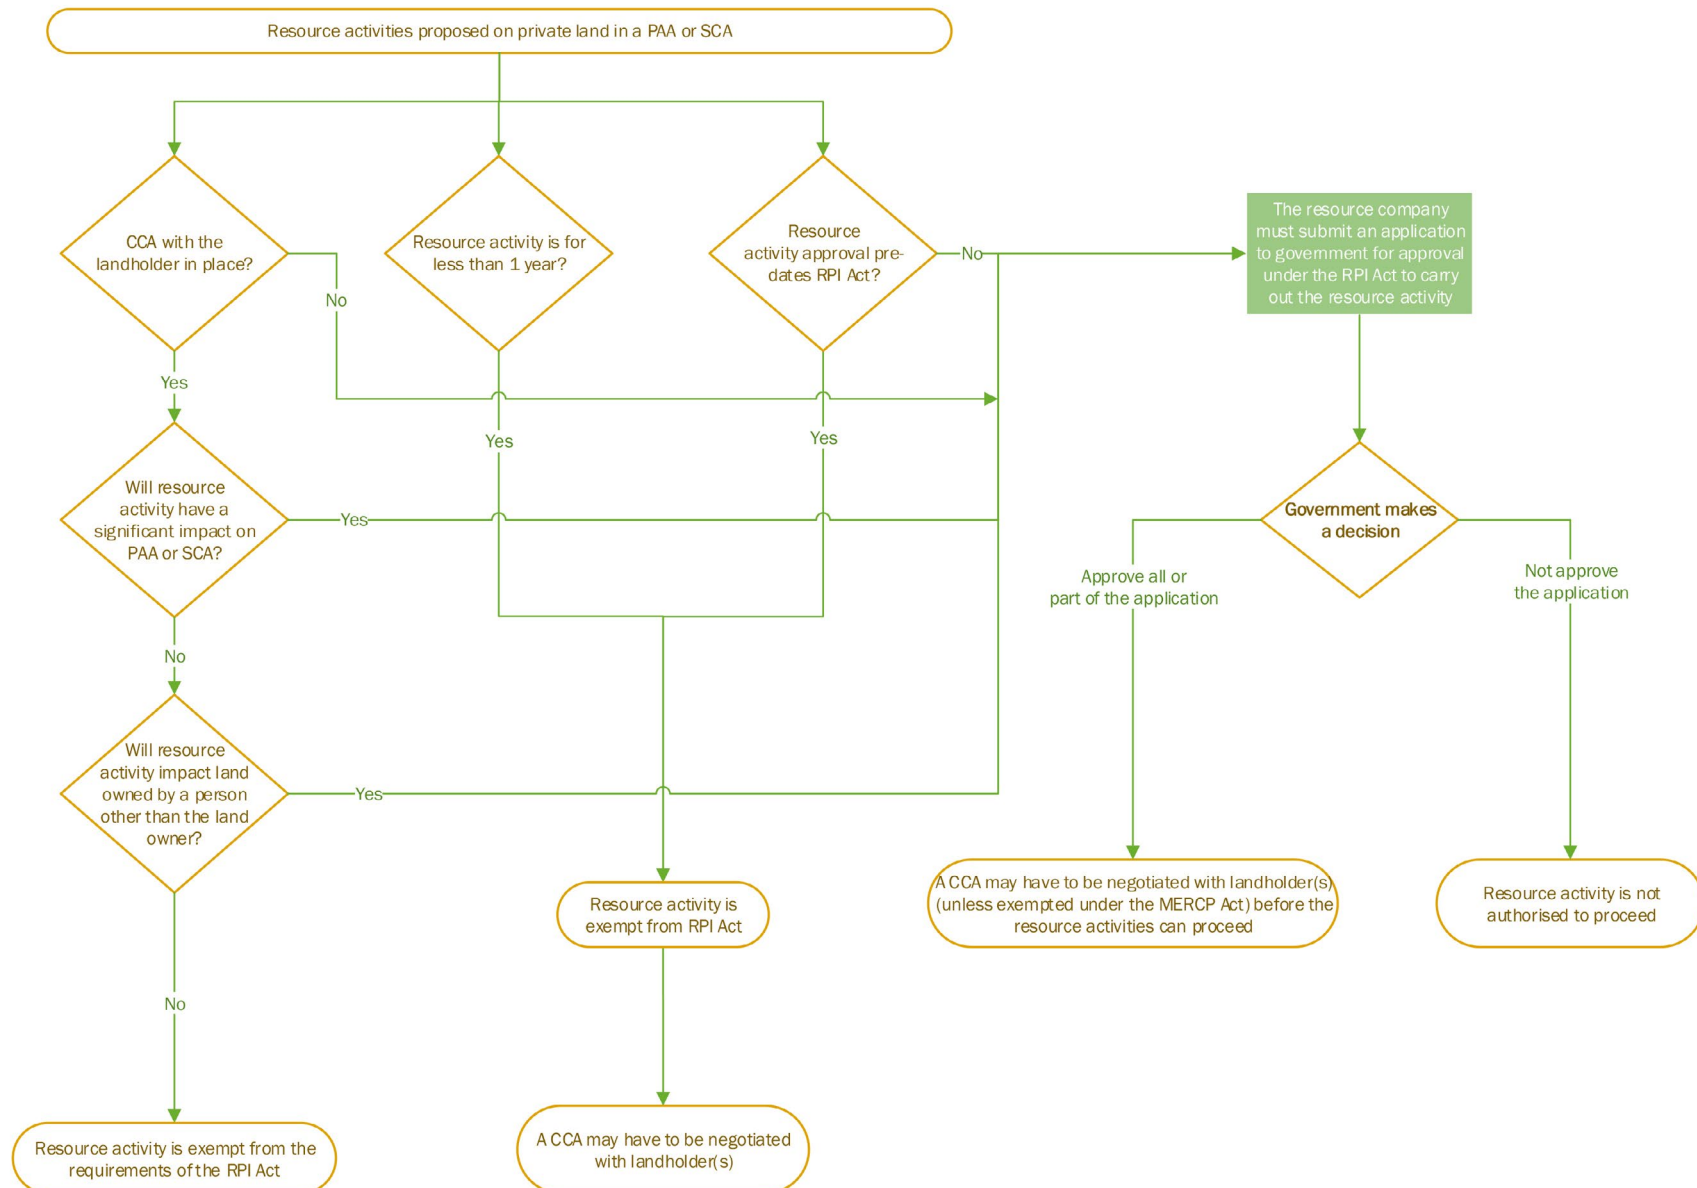 Resource activities proposed on private land in a PAA or SCA
CCA with the
landholder in place?
Resource activity is for
less than 1 year?
Resource
activity approval pre-
dates RPI Act?
No
The resource company
must submit an application
to government for approval
under the RPI Act to carry
out the resource activity
No
Yes
Yes
Yes
Will resource
activity have a
significant impact on
PAA or SCA?
Yes
Government makes
a decision
Approve all or
part of the application
Not approve
the application
No
Will resource
activity impact land
owned by a person
other than the land
owner?
Yes
Resource activity is
exempt from RPI Act
A CCA may have to be negotiated with landholder(s)
(unless exempted under the MERCP Act) before the
resource activities can proceed
Resource activity is not
authorised to proceed
No
Resource activity is exempt from the
requirements of the RPI Act
A CCA may have to be negotiated
with landholder(s)